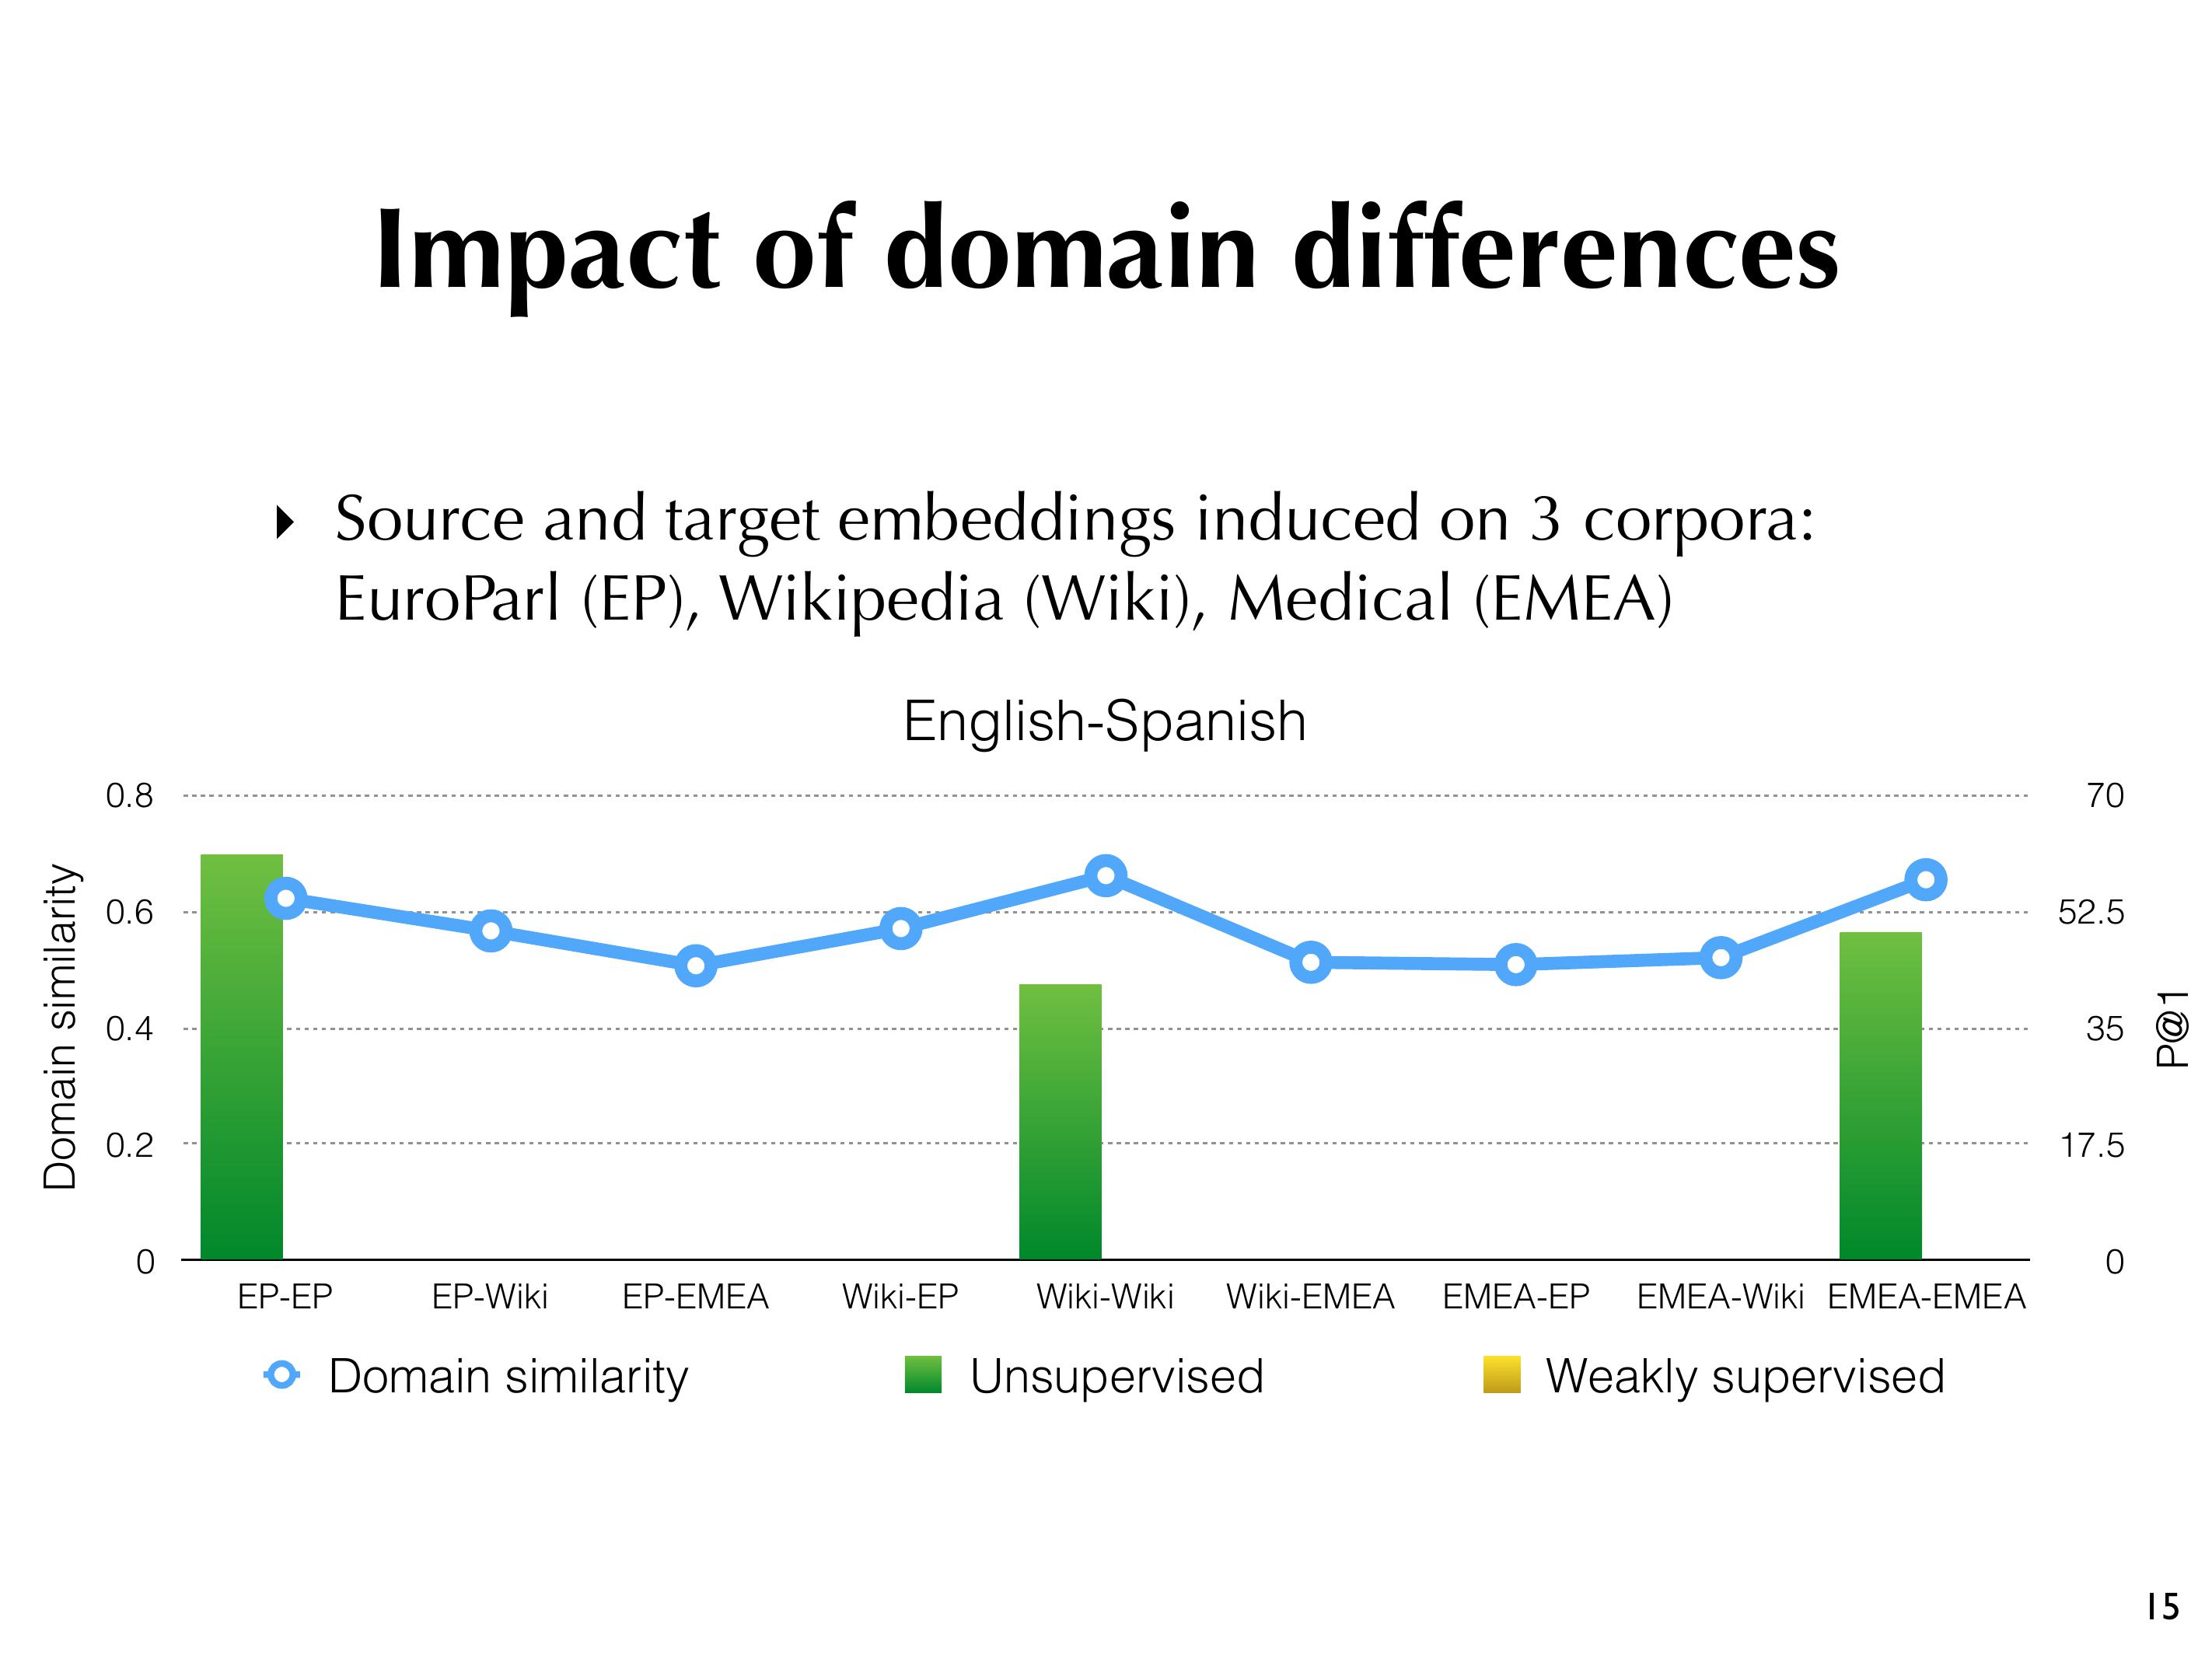 Impact of domain differences
‣ Source and target embeddings induced on 3 corpora:
EuroParl (EP), Wikipedia (Wiki), Medical (EMEA)
English-Spanish
Domain similarity
0.8
0.6
0.4
0.2
0
70
52.5
35
17.5
0
P@1
EP-EP EP-Wiki EP-EMEA Wiki-EP Wiki-Wiki Wiki-EMEA EMEA-EP EMEA-Wiki EMEA-EMEA
Domain similarity Unsupervised Weakly supervised
15